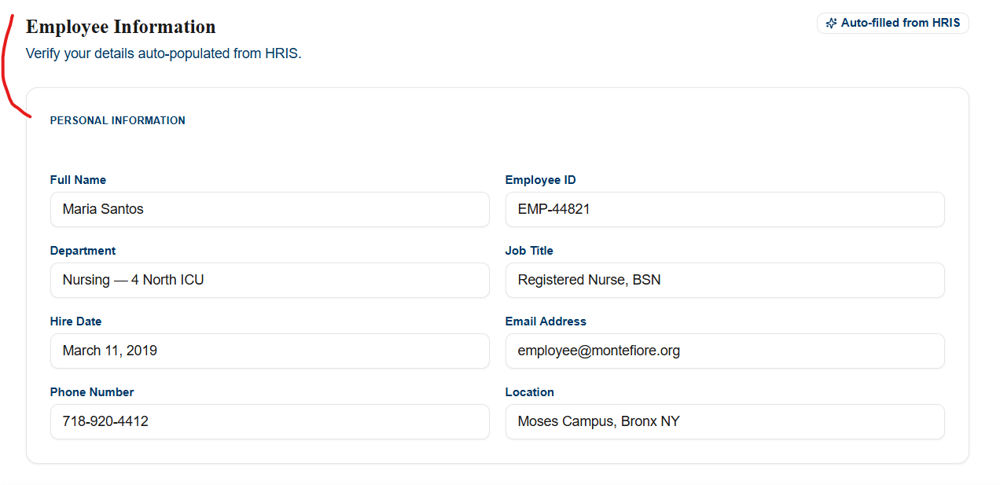 Employee Information
Auto-filled from HRIS
Verify your details auto-populated from HRIS.
PERSONAL INFORMATION
Full Name
Maria Santos
Employee ID
EMP-44821
Department
Nursing — 4 North ICU
Job Title
Registered Nurse, BSN
Hire Date
March 11, 2019
Email Address
employee@montefiore.org
Phone Number
718-920-4412
Location
Moses Campus, Bronx NY